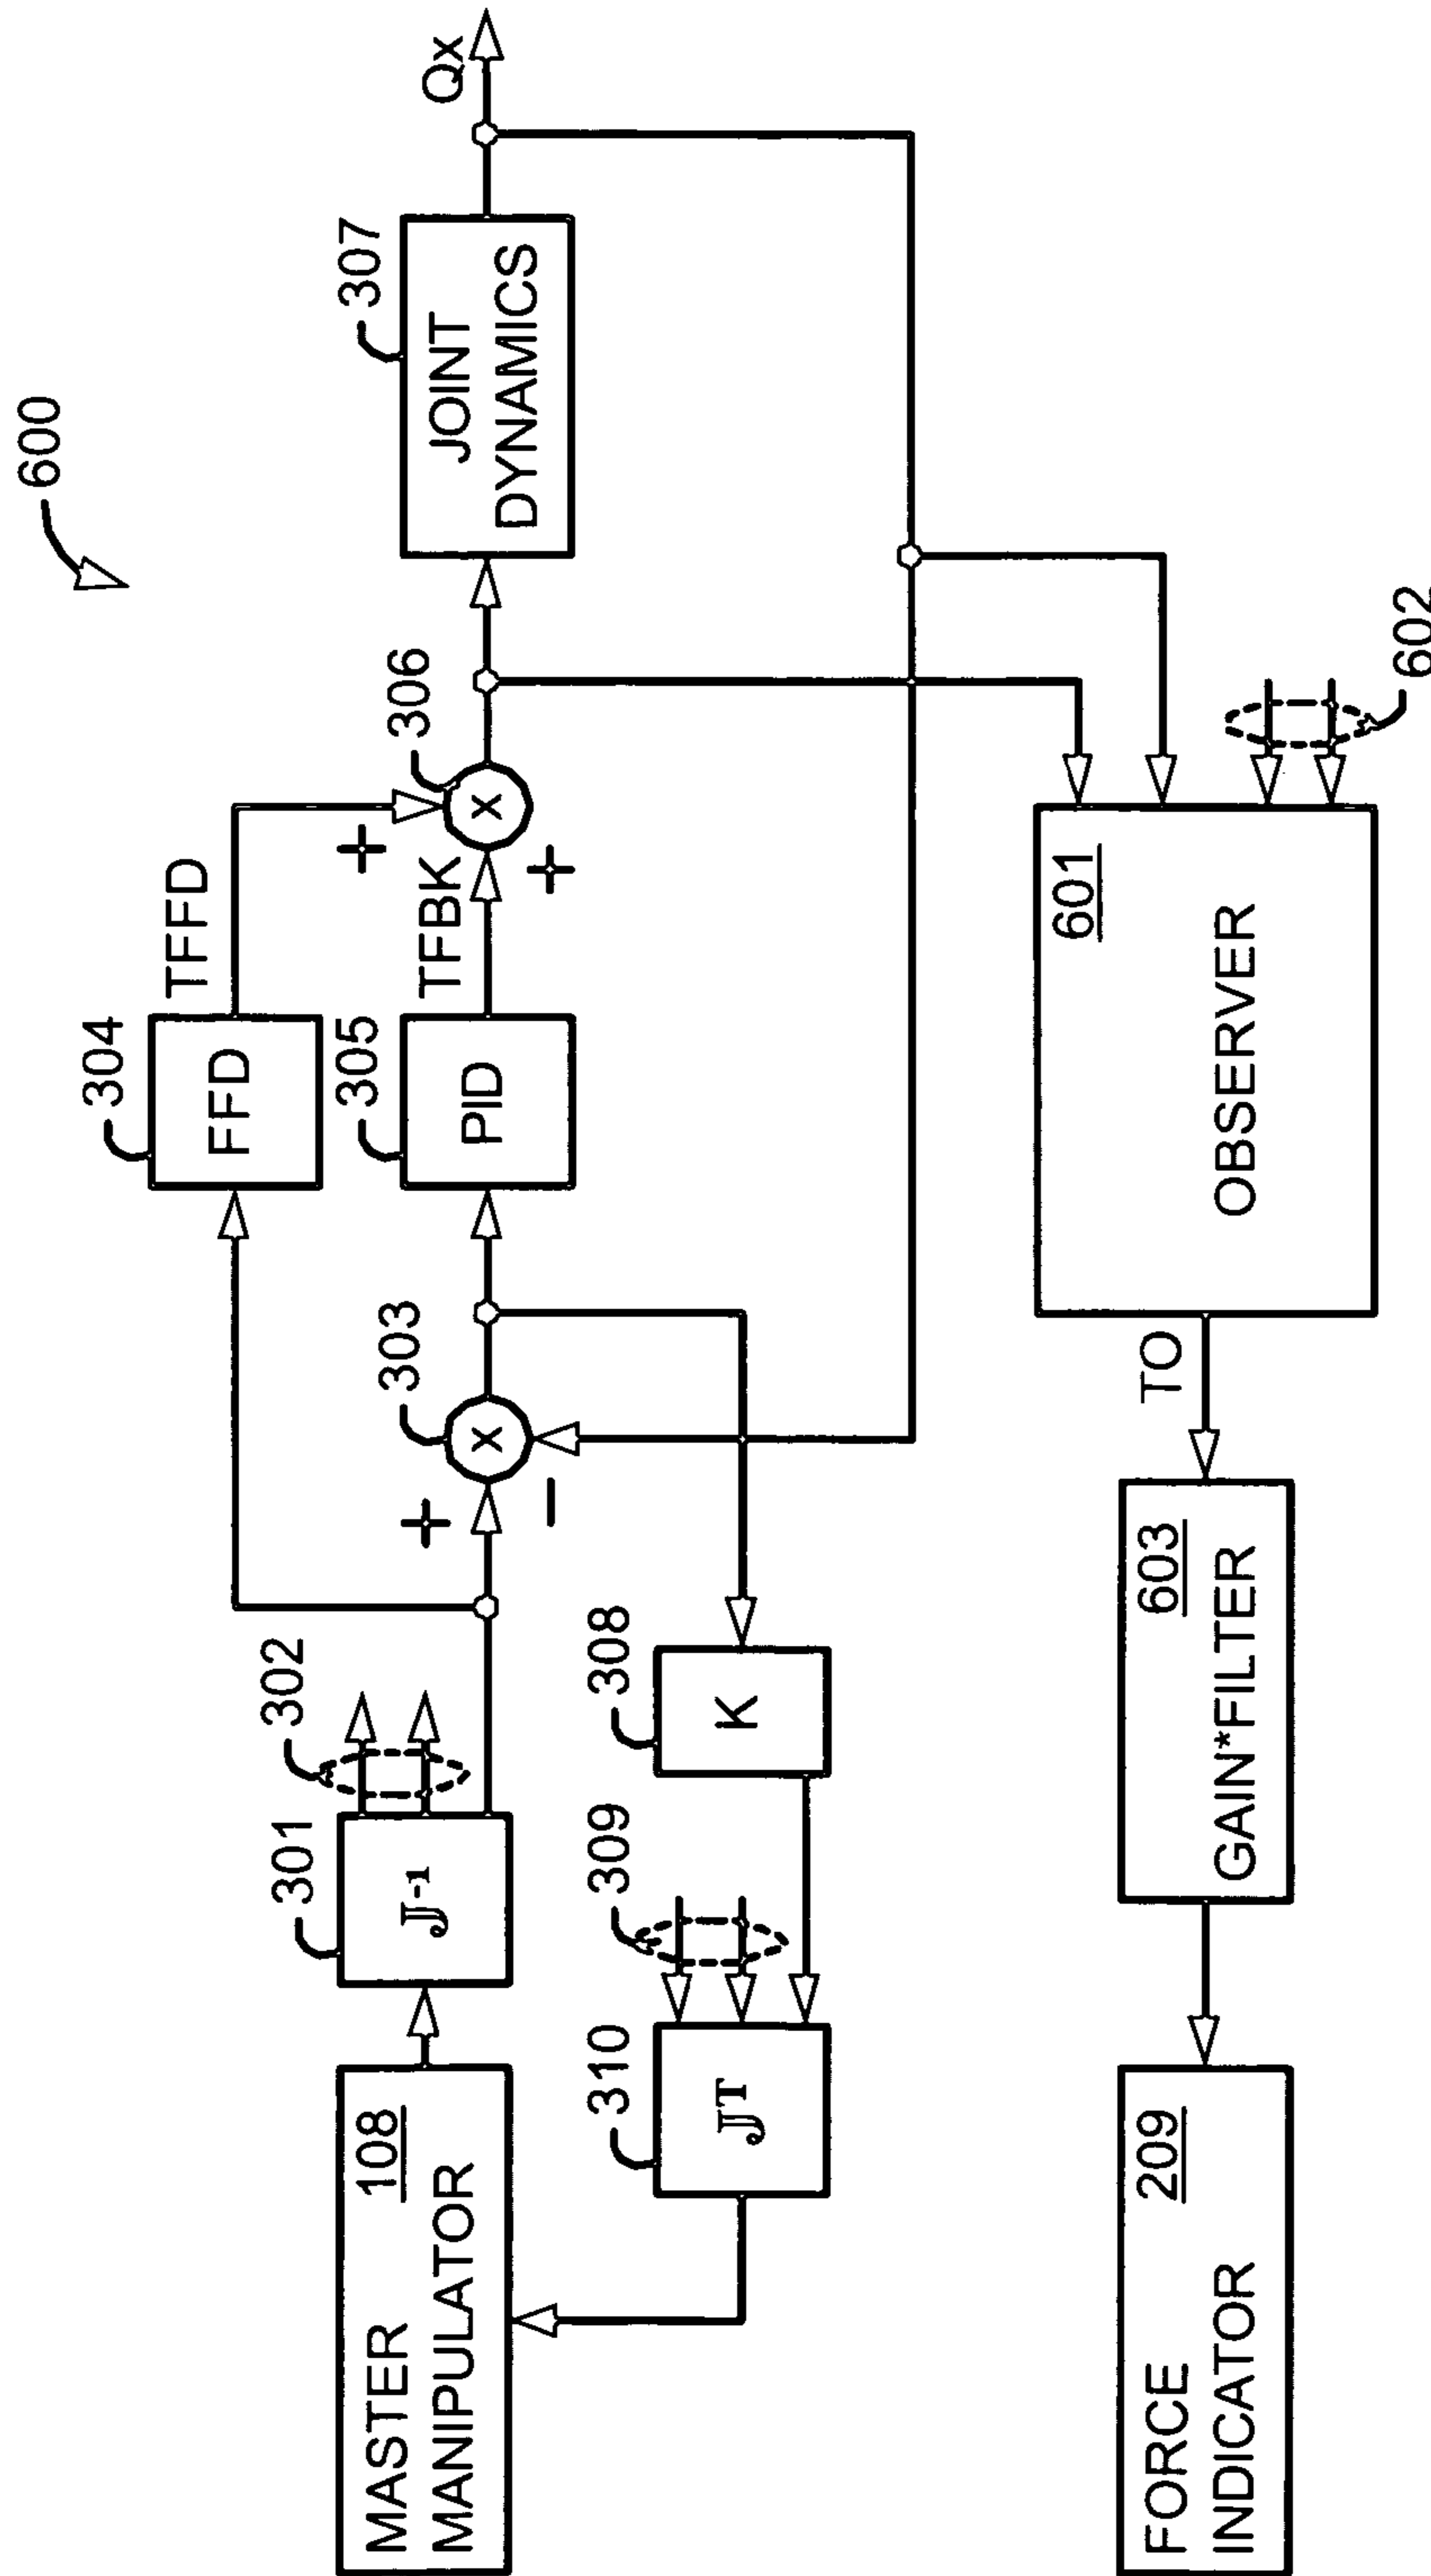 600
304
FFD
TFFD
302
301
J-1
303
+
X
−
305
PID
TFBK
306
+
X
+
307
JOINT
DYNAMICS
Qx
MASTER 108
MANIPULATOR
310
JT
309
308
K
FORCE 209
INDICATOR
603
GAIN*FILTER
TO
601
OBSERVER
602